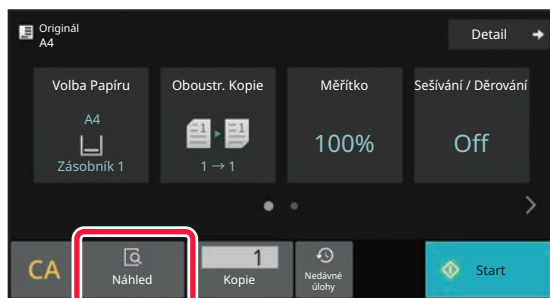 Originál
A4
Detail
Volba Papíru
A4
Zásobník 1
Oboustr. Kopie
1 → 1
Měřítko
100%
Sešívání / Děrování
Off
CA
Náhled
1
Kopie
Nedávné
úlohy
Start